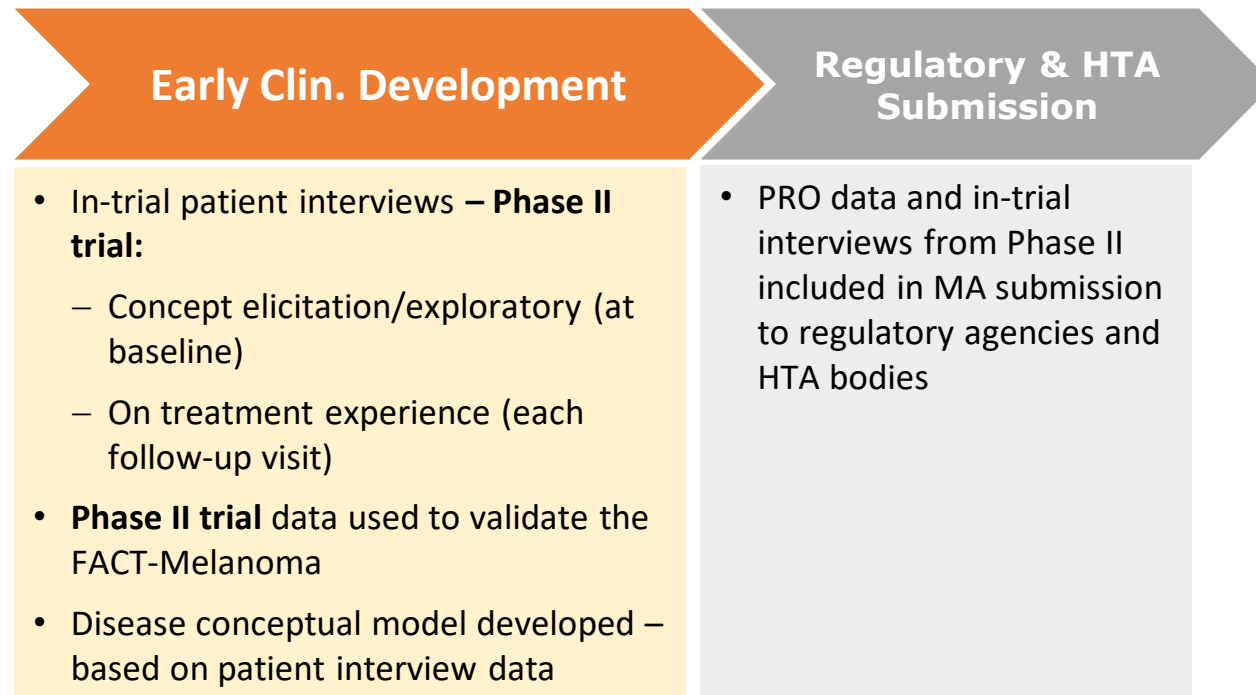 Early Clin. Development
Regulatory & HTA
Submission
• In-trial patient interviews – Phase II
trial:
– Concept elicitation/exploratory (at
baseline)
– On treatment experience (each
follow-up visit)
• Phase II trial data used to validate the
FACT-Melanoma
• Disease conceptual model developed –
based on patient interview data
• PRO data and in-trial
interviews from Phase II
included in MA submission
to regulatory agencies and
HTA bodies